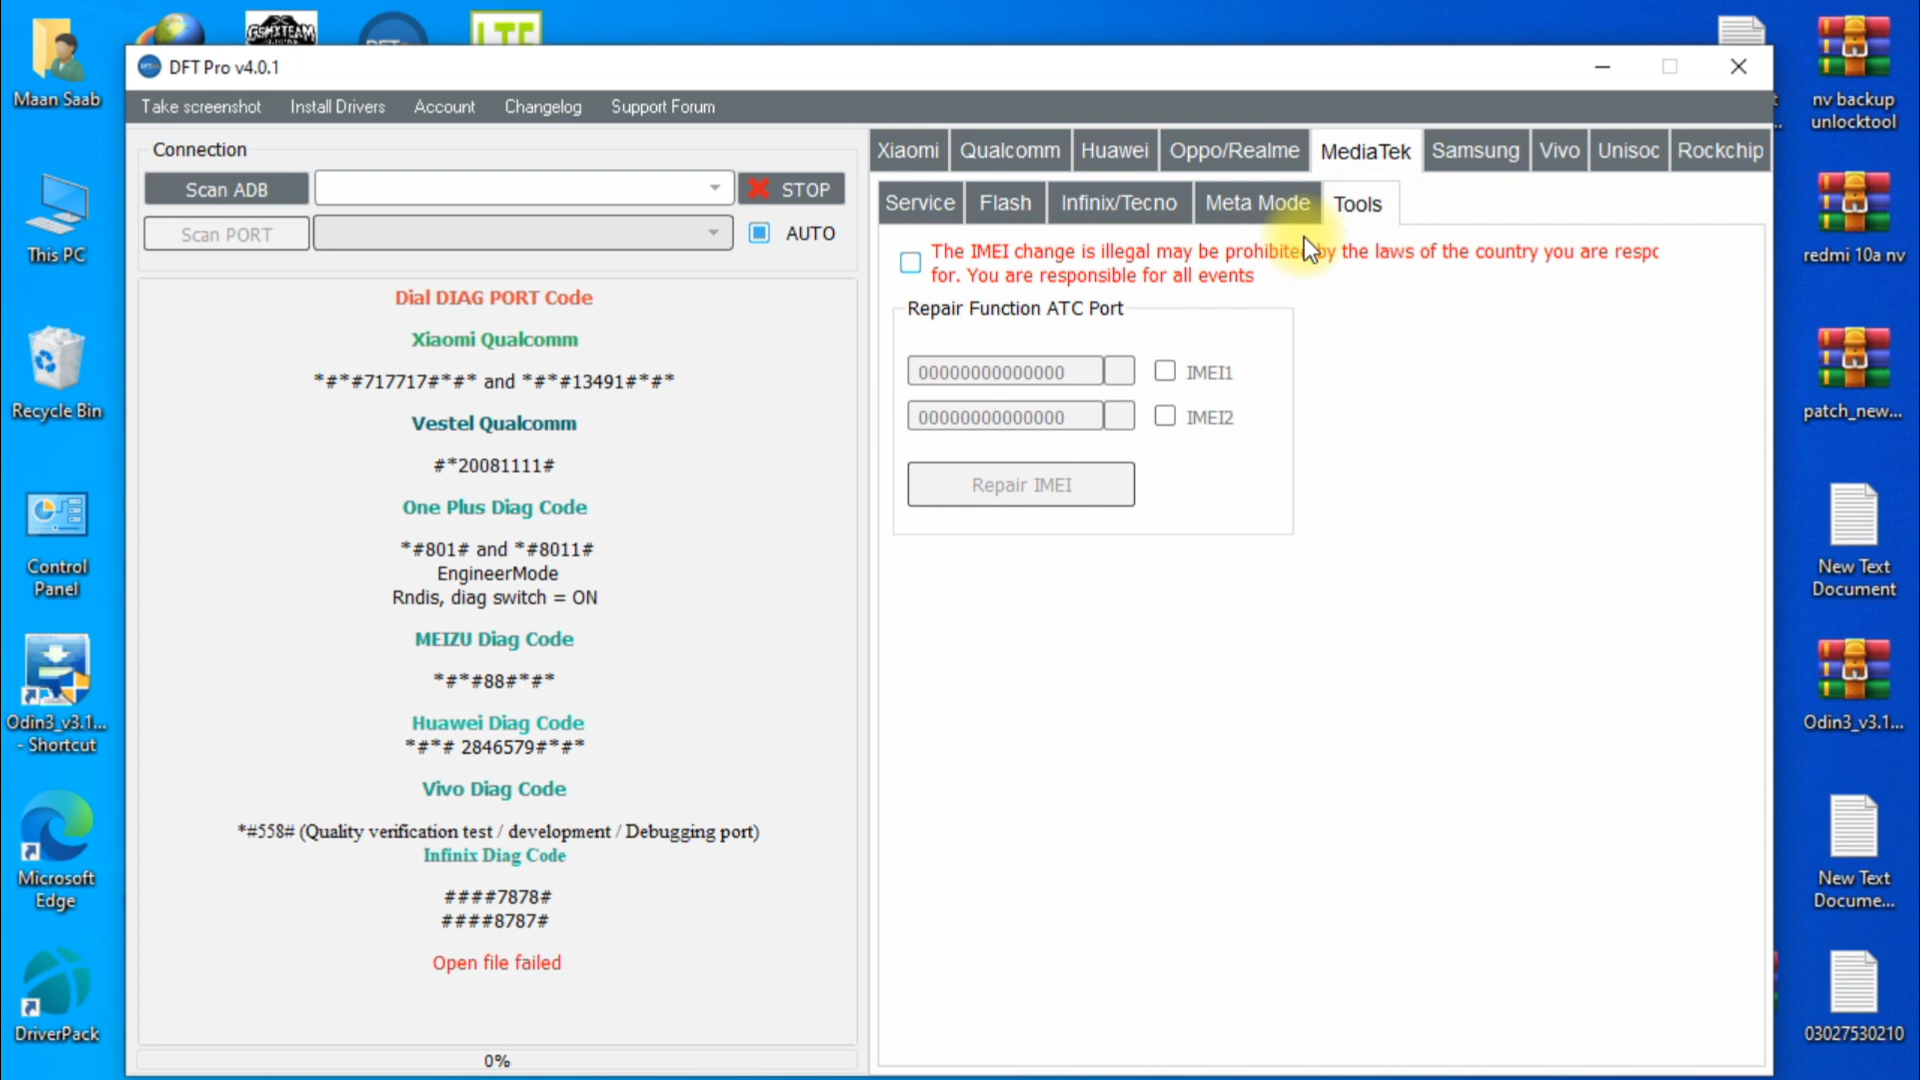 GSMXTEAM
DFT
LTE
Maan Saab
This PC
Recycle Bin
Control
Panel
Odin3_v3.1...
- Shortcut
Microsoft
Edge
DriverPack
DFT Pro v4.0.1
Take screenshot
Install Drivers
Account
Changelog
Support Forum
Connection
Scan ADB
STOP
Scan PORT
AUTO
Dial DIAG PORT Code
Xiaomi Qualcomm
*#*#717717#*#* and *#*#13491#*#*
Vestel Qualcomm
#*20081111#
One Plus Diag Code
*#801# and *#8011#
EngineerMode
Rndis, diag switch = ON
MEIZU Diag Code
*#*#88#*#*
Huawei Diag Code
*#*# 2846579#*#*
Vivo Diag Code
*#558# (Quality verification test / development / Debugging port)
Infinix Diag Code
####7878#
####8787#
Open file failed
0%
Xiaomi
Qualcomm
Huawei
Oppo/Realme
MediaTek
Samsung
Vivo
Unisoc
Rockchip
Service
Flash
Infinix/Tecno
Meta Mode
Tools
The IMEI change is illegal may be prohibited by the laws of the country you are respo
for. You are responsible for all events
Repair Function ATC Port
00000000000000
IMEI1
00000000000000
IMEI2
Repair IMEI
nv backup
unlocktool
redmi 10a nv
patch_new...
New Text
Document
Odin3_v3.1...
New Text
Docume...
03027530210